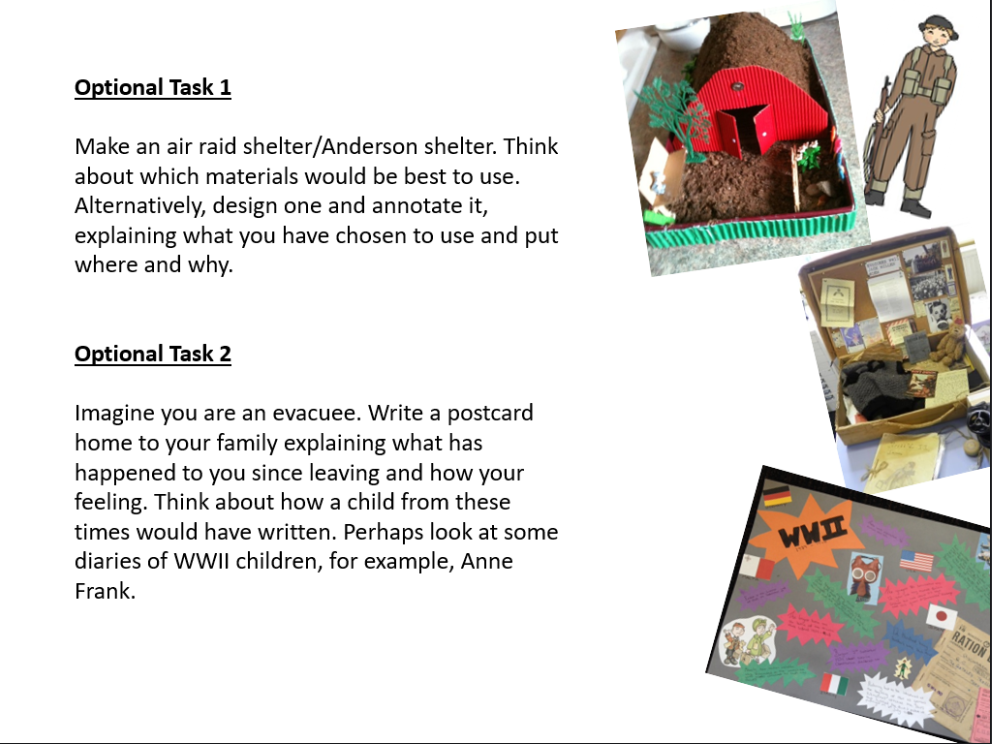 Optional Task 1
Make an air raid shelter/Anderson shelter. Think
about which materials would be best to use.
Alternatively, design one and annotate it,
explaining what you have chosen to use and put
where and why.
Optional Task 2
Imagine you are an evacuee. Write a postcard
home to your family explaining what has
happened to you since leaving and how your
feeling. Think about how a child from these
times would have written. Perhaps look at some
diaries of WWII children, for example, Anne
Frank.
WWII
RATION